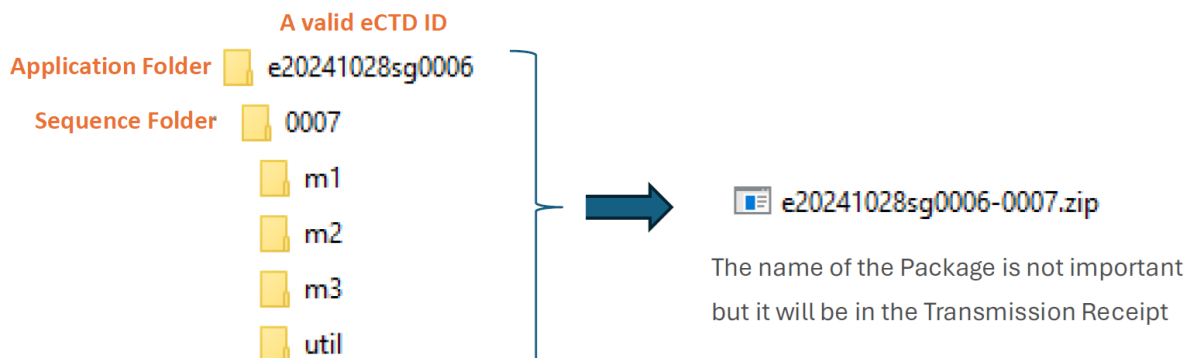 A valid eCTD ID
Application Folder e20241028sg0006
Sequence Folder 0007
m1
m2
m3
util
e20241028sg0006-0007.zip
The name of the Package is not important
but it will be in the Transmission Receipt